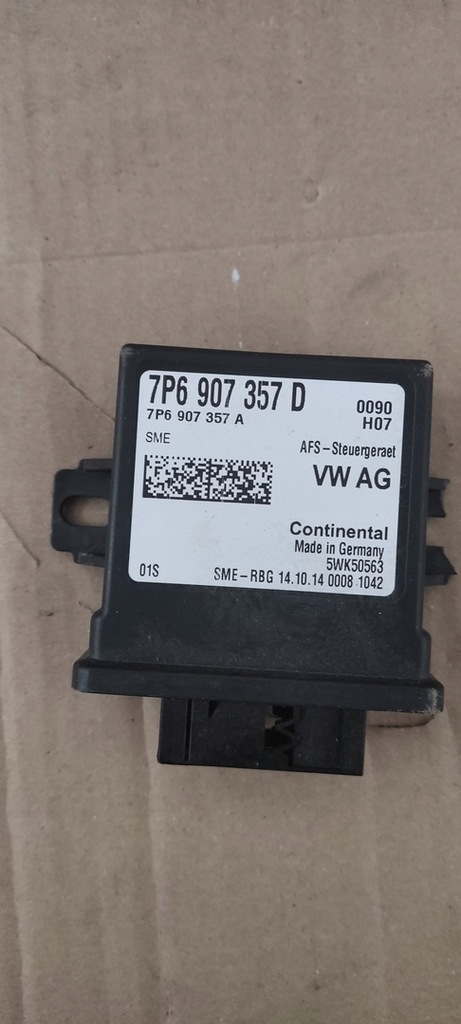 7P6 907 357 D 0090
7P6 907 357 A H07
SME AFS-Steuergeraet
VW AG
Continental
Made in Germany
5WK50563
01S SME-RBG 14.10.14 0008 1042